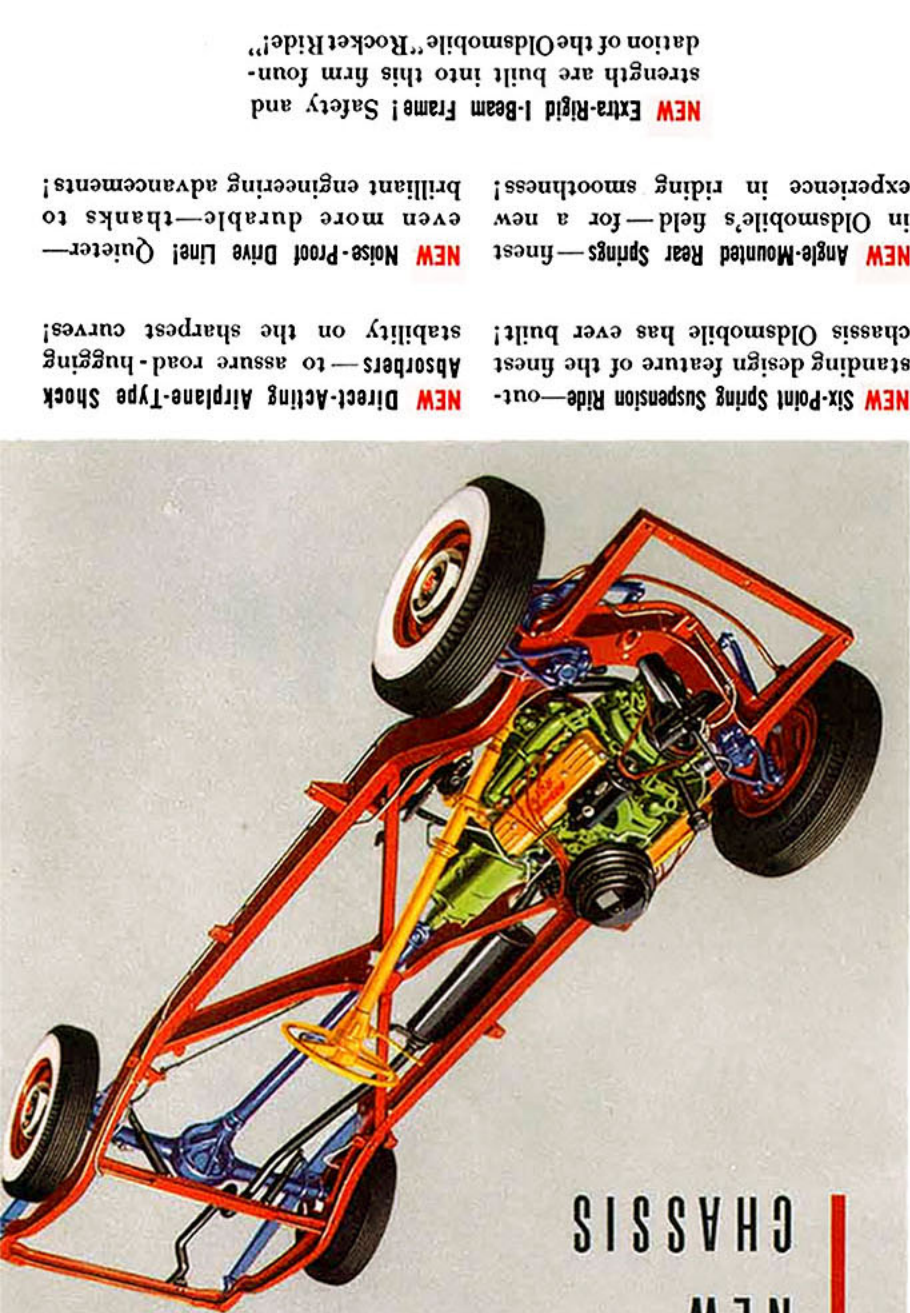 NEW
CHASSIS
NEW Six-Point Spring Suspension Ride—out-
standing design feature of the finest
chassis Oldsmobile has ever built!
NEW Angle-Mounted Rear Springs—finest
in Oldsmobile's field—for a new
experience in riding smoothness!
NEW Direct-Acting Airplane-Type Shock
Absorbers—to assure road-hugging
stability on the sharpest curves!
NEW Noise-Proof Drive Line! Quieter—
even more durable—thanks to
brilliant engineering advancements!
NEW Extra-Rigid I-Beam Frame! Safety and
strength are built into this firm foun-
dation of the Oldsmobile "Rocket Ride!"